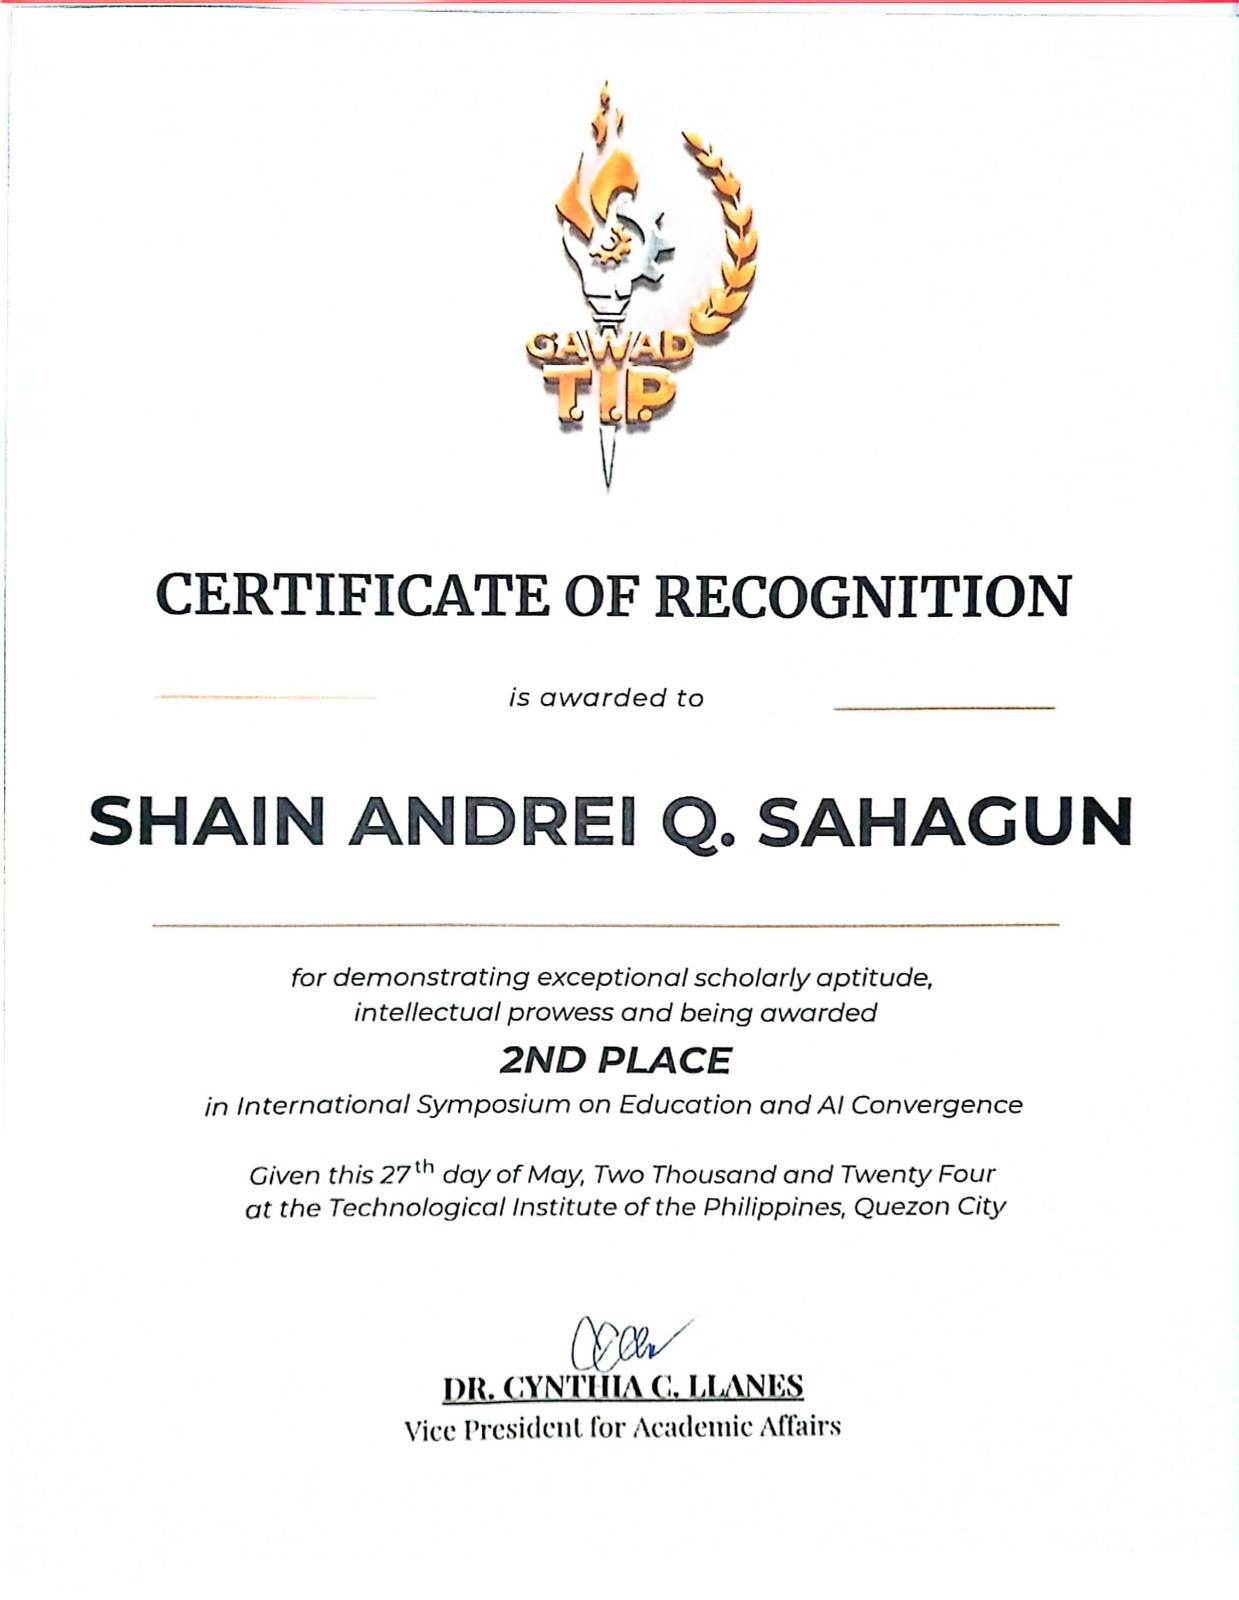 GAWAD
T.I.P.
CERTIFICATE OF RECOGNITION
is awarded to
SHAIN ANDREI Q. SAHAGUN
for demonstrating exceptional scholarly aptitude,
intellectual prowess and being awarded
2ND PLACE
in International Symposium on Education and AI Convergence
Given this 27th day of May, Two Thousand and Twenty Four
at the Technological Institute of the Philippines, Quezon City
DR. CYNTHIA C. LLANES
Vice President for Academic Affairs